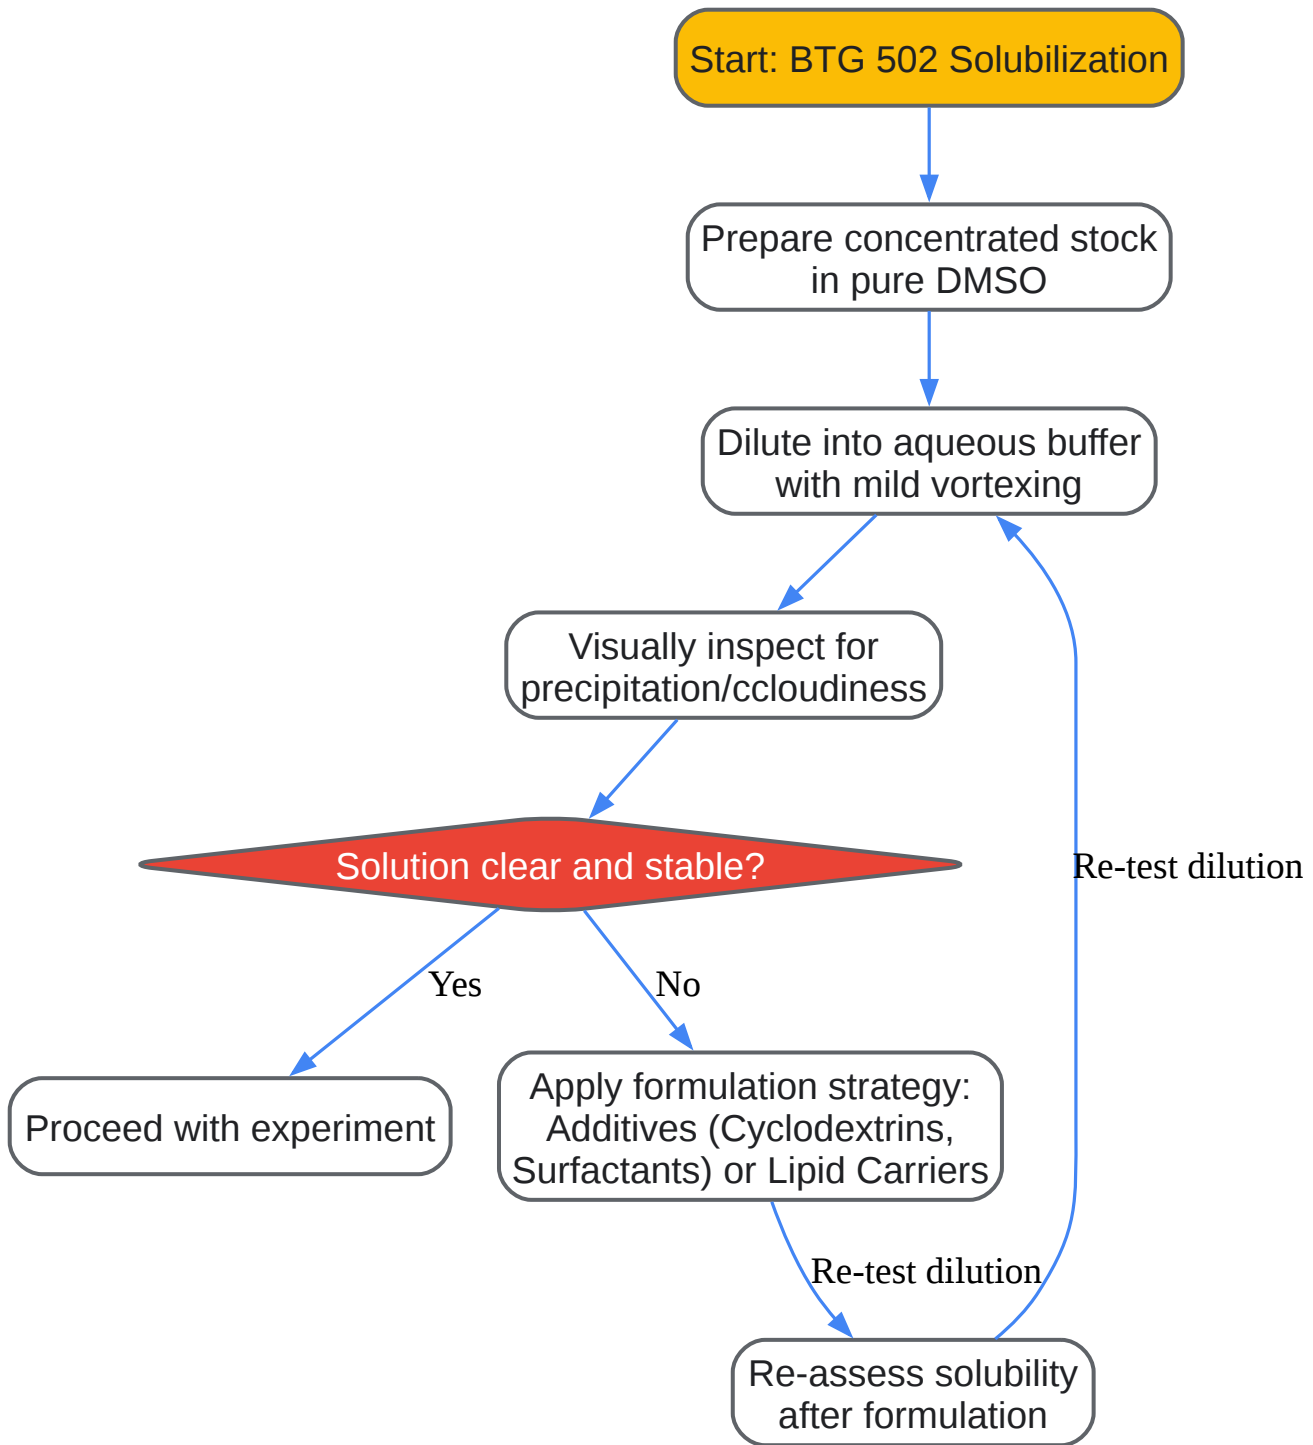 Start: BTG 502 Solubilization
Prepare concentrated stock
in pure DMSO
Dilute into aqueous buffer
with mild vortexing
Visually inspect for
precipitation/ccloudiness
Solution clear and stable?
Re-test dilution
Yes
No
Proceed with experiment
Apply formulation strategy:
Additives (Cyclodextrins,
Surfactants) or Lipid Carriers
Re-test dilution
Re-assess solubility
after formulation